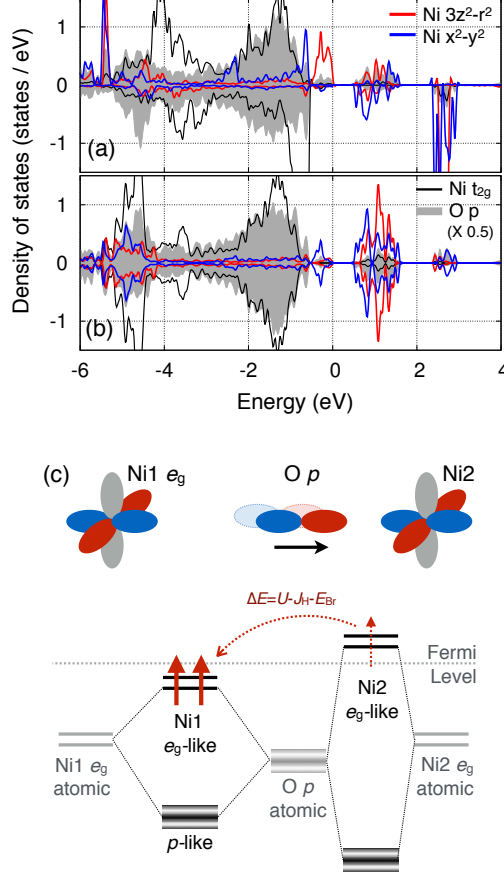 Density of states (states / eV)
1
0
-1
(a)
Ni 3z²-r²
Ni x²-y²
1
0
-1
(b)
Ni t₂g
O p
(X 0.5)
-6 -4 -2 0 2 4
Energy (eV)
(c)
Ni1 eg
O p
Ni2
ΔE=U-JH-EBr
Fermi
Level
Ni1
eg-like
Ni2
eg-like
Ni1 eg
atomic
O p
atomic
Ni2 eg
atomic
p-like